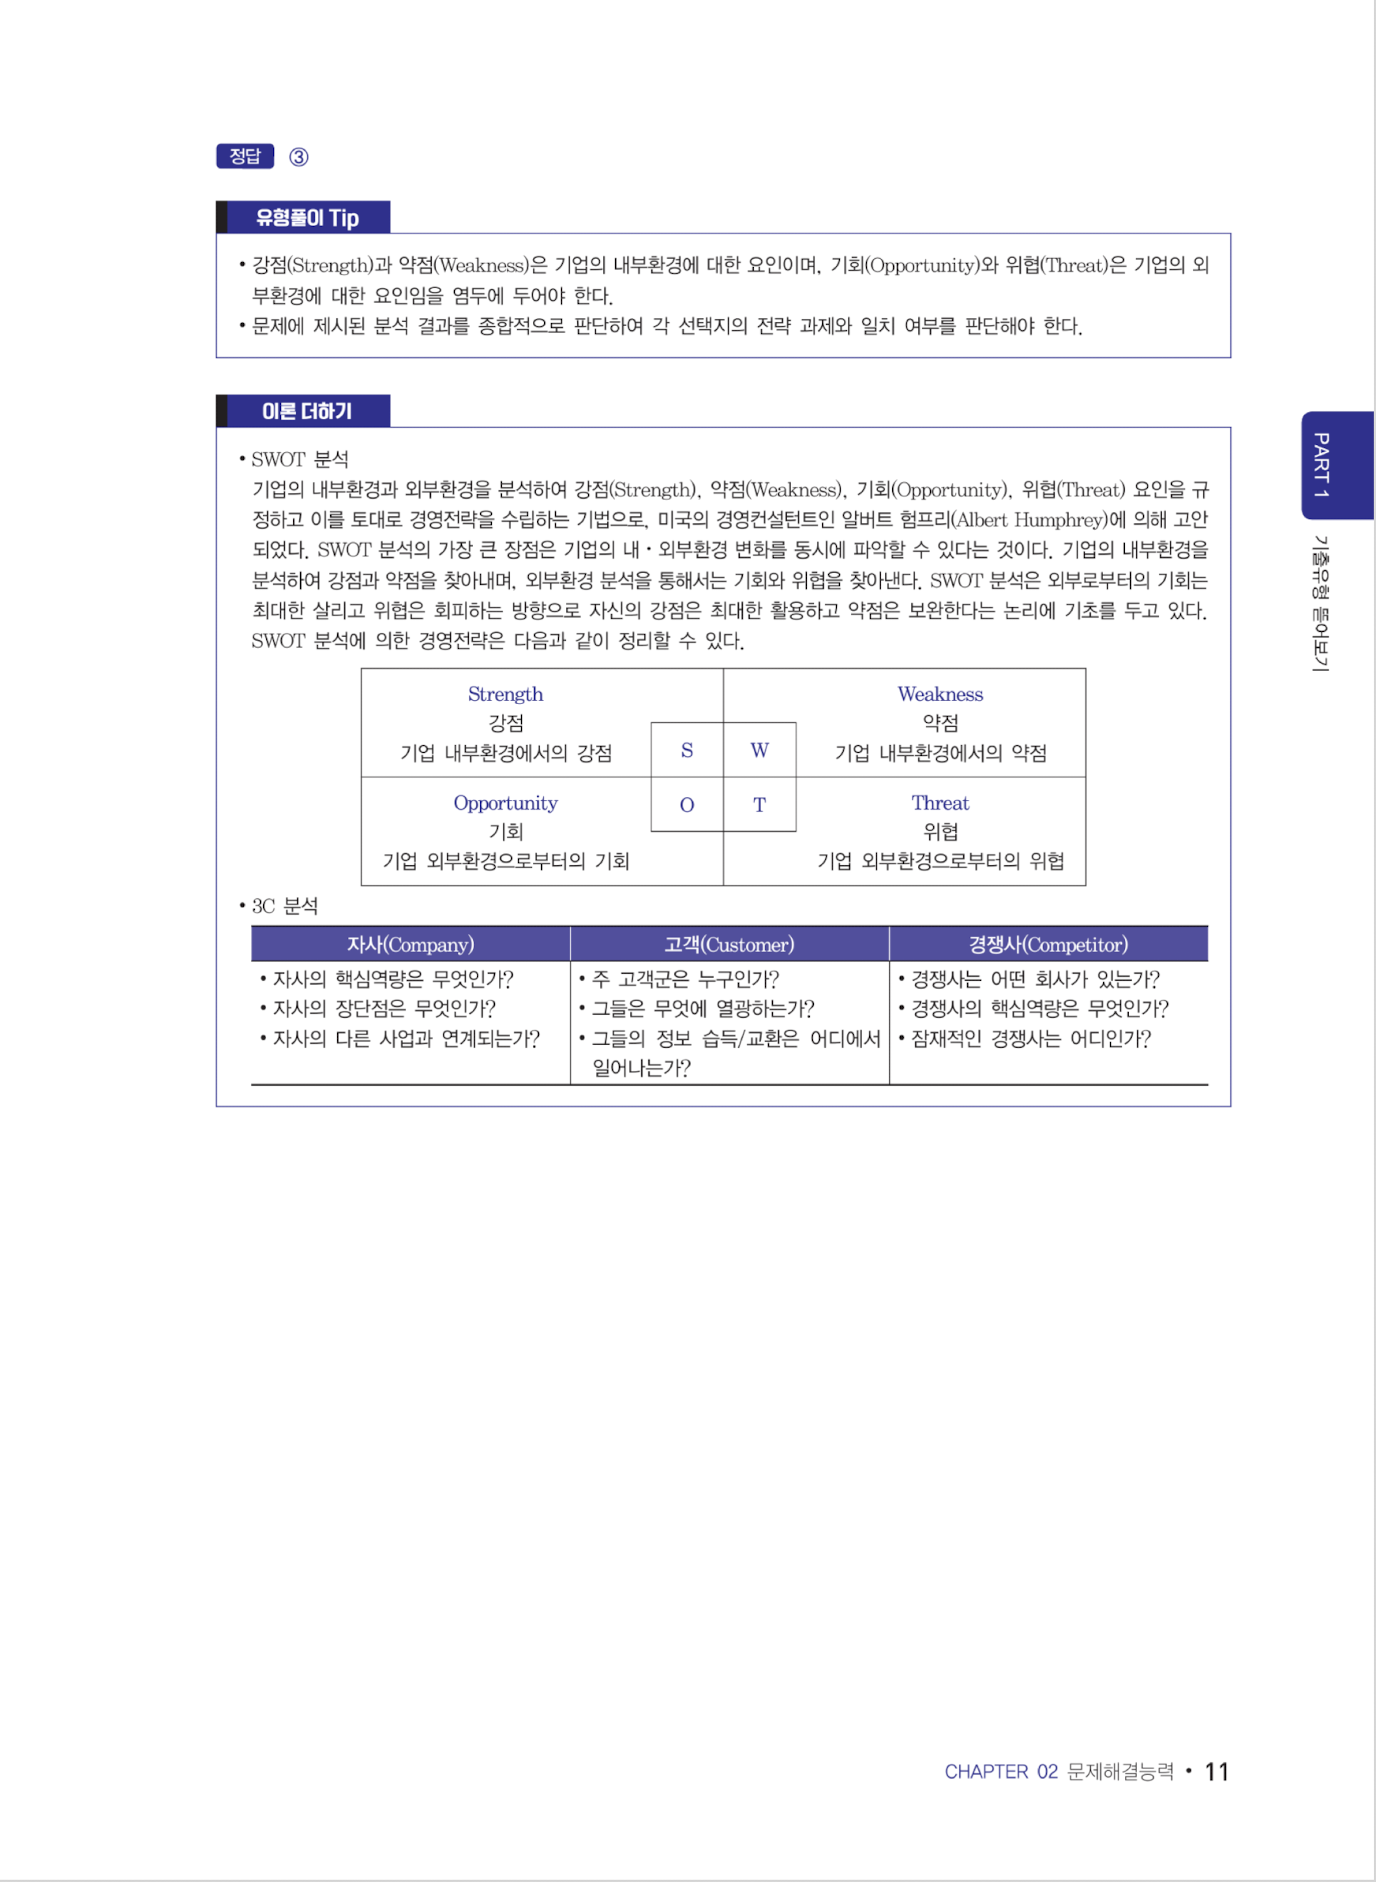 정답 ③
유형풀이 Tip
• 강점(Strength)과 약점(Weakness)은 기업의 내부환경에 대한 요인이며, 기회(Opportunity)와 위협(Threat)은 기업의 외
부환경에 대한 요인임을 염두에 두어야 한다.
• 문제에 제시된 분석 결과를 종합적으로 판단하여 각 선택지의 전략 과제와 일치 여부를 판단해야 한다.
이론 더하기
• SWOT 분석
기업의 내부환경과 외부환경을 분석하여 강점(Strength), 약점(Weakness), 기회(Opportunity), 위협(Threat) 요인을 규
정하고 이를 토대로 경영전략을 수립하는 기법으로, 미국의 경영컨설턴트인 알버트 험프리(Albert Humphrey)에 의해 고안
되었다. SWOT 분석의 가장 큰 장점은 기업의 내 · 외부환경 변화를 동시에 파악할 수 있다는 것이다. 기업의 내부환경을
분석하여 강점과 약점을 찾아내며, 외부환경 분석을 통해서는 기회와 위협을 찾아낸다. SWOT 분석은 외부로부터의 기회는
최대한 살리고 위협은 회피하는 방향으로 자신의 강점은 최대한 활용하고 약점은 보완한다는 논리에 기초를 두고 있다.
SWOT 분석에 의한 경영전략은 다음과 같이 정리할 수 있다.
Strength
강점
기업 내부환경에서의 강점
S
W
Weakness
약점
기업 내부환경에서의 약점
Opportunity
기회
기업 외부환경으로부터의 기회
O
T
Threat
위협
기업 외부환경으로부터의 위협
• 3C 분석
자사(Company)
고객(Customer)
경쟁사(Competitor)
• 자사의 핵심역량은 무엇인가?
• 자사의 장단점은 무엇인가?
• 자사의 다른 사업과 연계되는가?
• 주 고객군은 누구인가?
• 그들은 무엇에 열광하는가?
• 그들의 정보 습득/교환은 어디에서
일어나는가?
• 경쟁사는 어떤 회사가 있는가?
• 경쟁사의 핵심역량은 무엇인가?
• 잠재적인 경쟁사는 어디인가?
PART 1
기출유형 뜯어보기
CHAPTER 02 문제해결능력 • 11